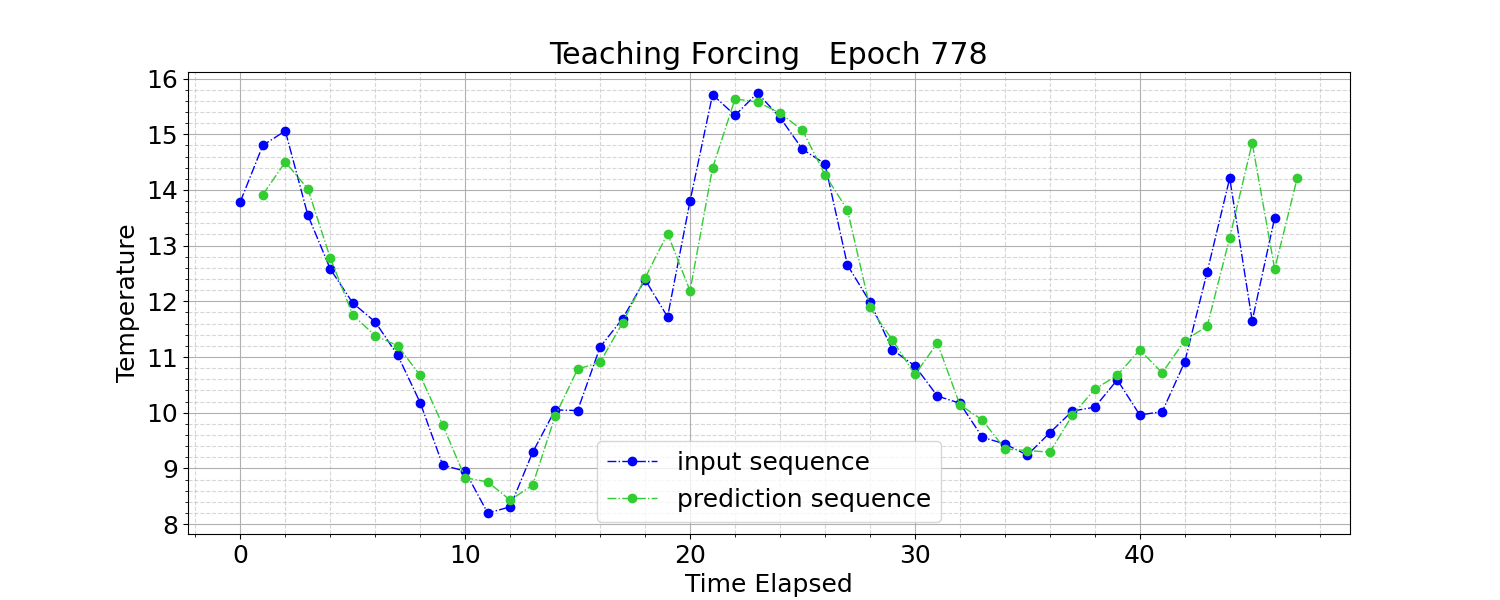 Teaching Forcing   Epoch 778
16
15
14
13
12
11
10
9
8
Temperature
input sequence
prediction sequence
0 10 20 30 40
Time Elapsed